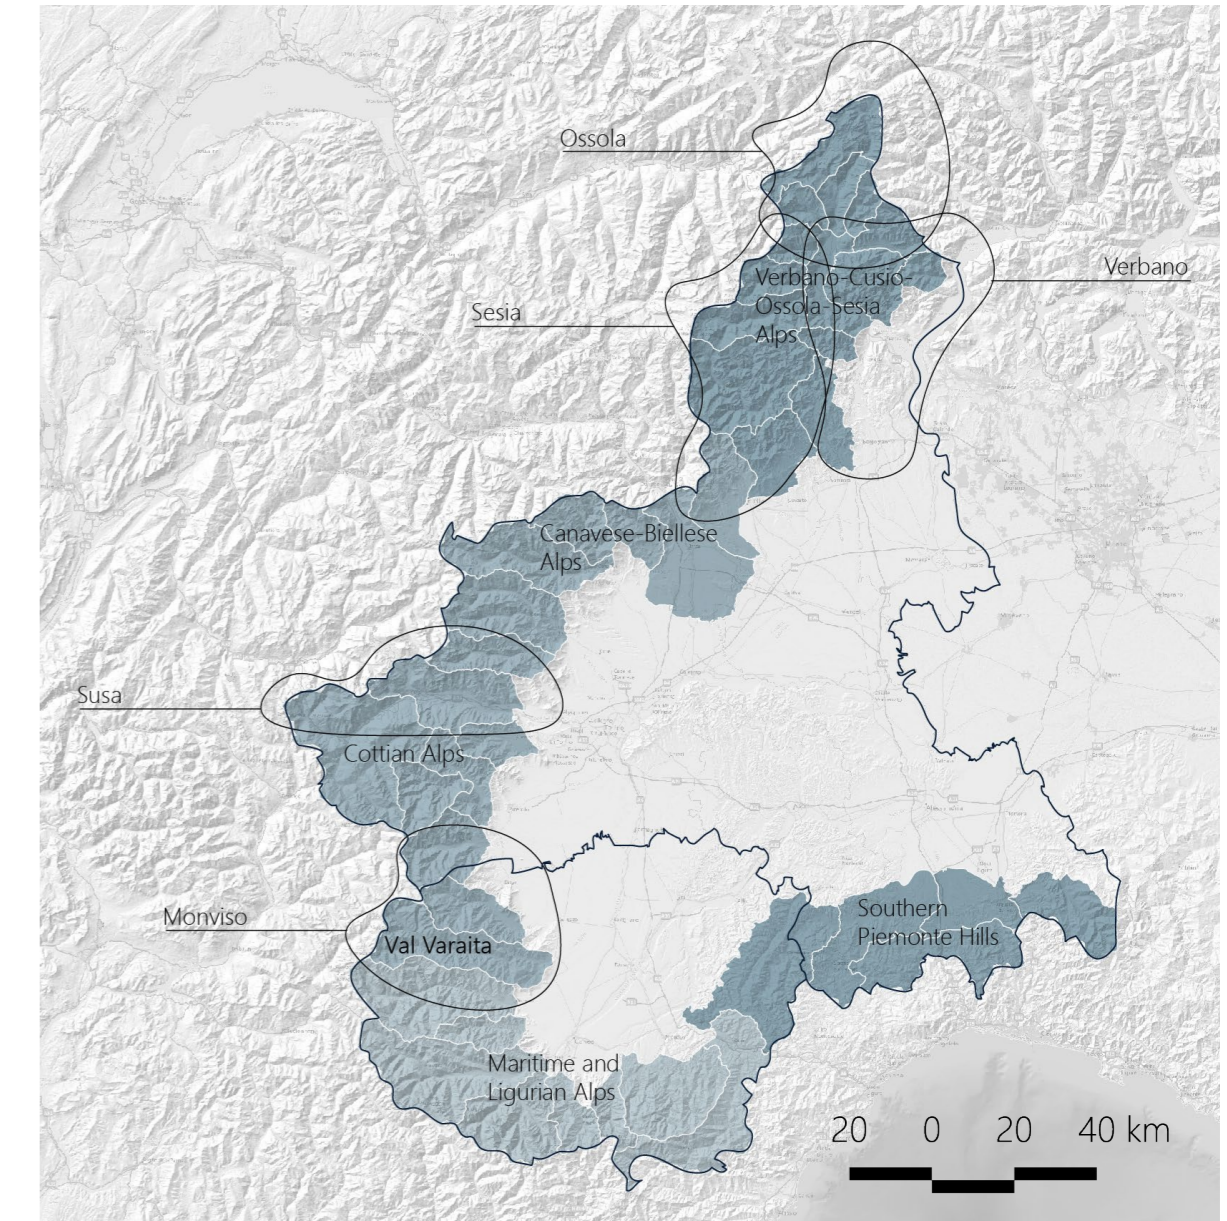 Ossola
Verbano
Verbano-Cusio-
Ossola-Sesia
Alps
Sesia
Canavese-Biellese
Alps
Susa
Cottian Alps
Monviso
Val Varaita
Southern
Piemonte Hills
Maritime and
Ligurian Alps
20 0 20 40 km